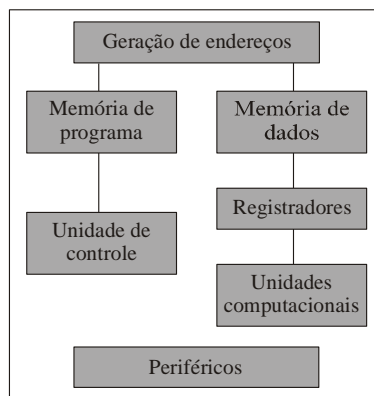 Geração de endereços
Memória de
programa
Memória de
dados
Registradores
Unidade de
controle
Unidades
computacionais
Periféricos